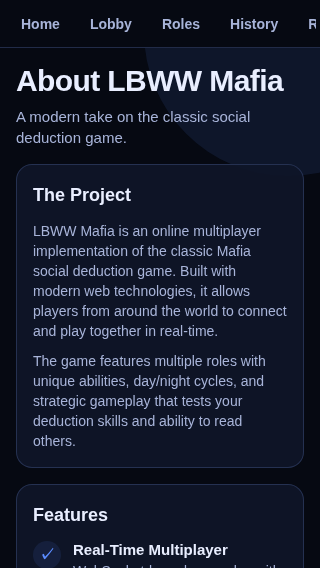 Home Lobby Roles History
About LBWW Mafia
A modern take on the classic social
deduction game.
The Project
LBWW Mafia is an online multiplayer
implementation of the classic Mafia
social deduction game. Built with
modern web technologies, it allows
players from around the world to connect
and play together in real-time.
The game features multiple roles with
unique abilities, day/night cycles, and
strategic gameplay that tests your
deduction skills and ability to read
others.
Features
✓ Real-Time Multiplayer